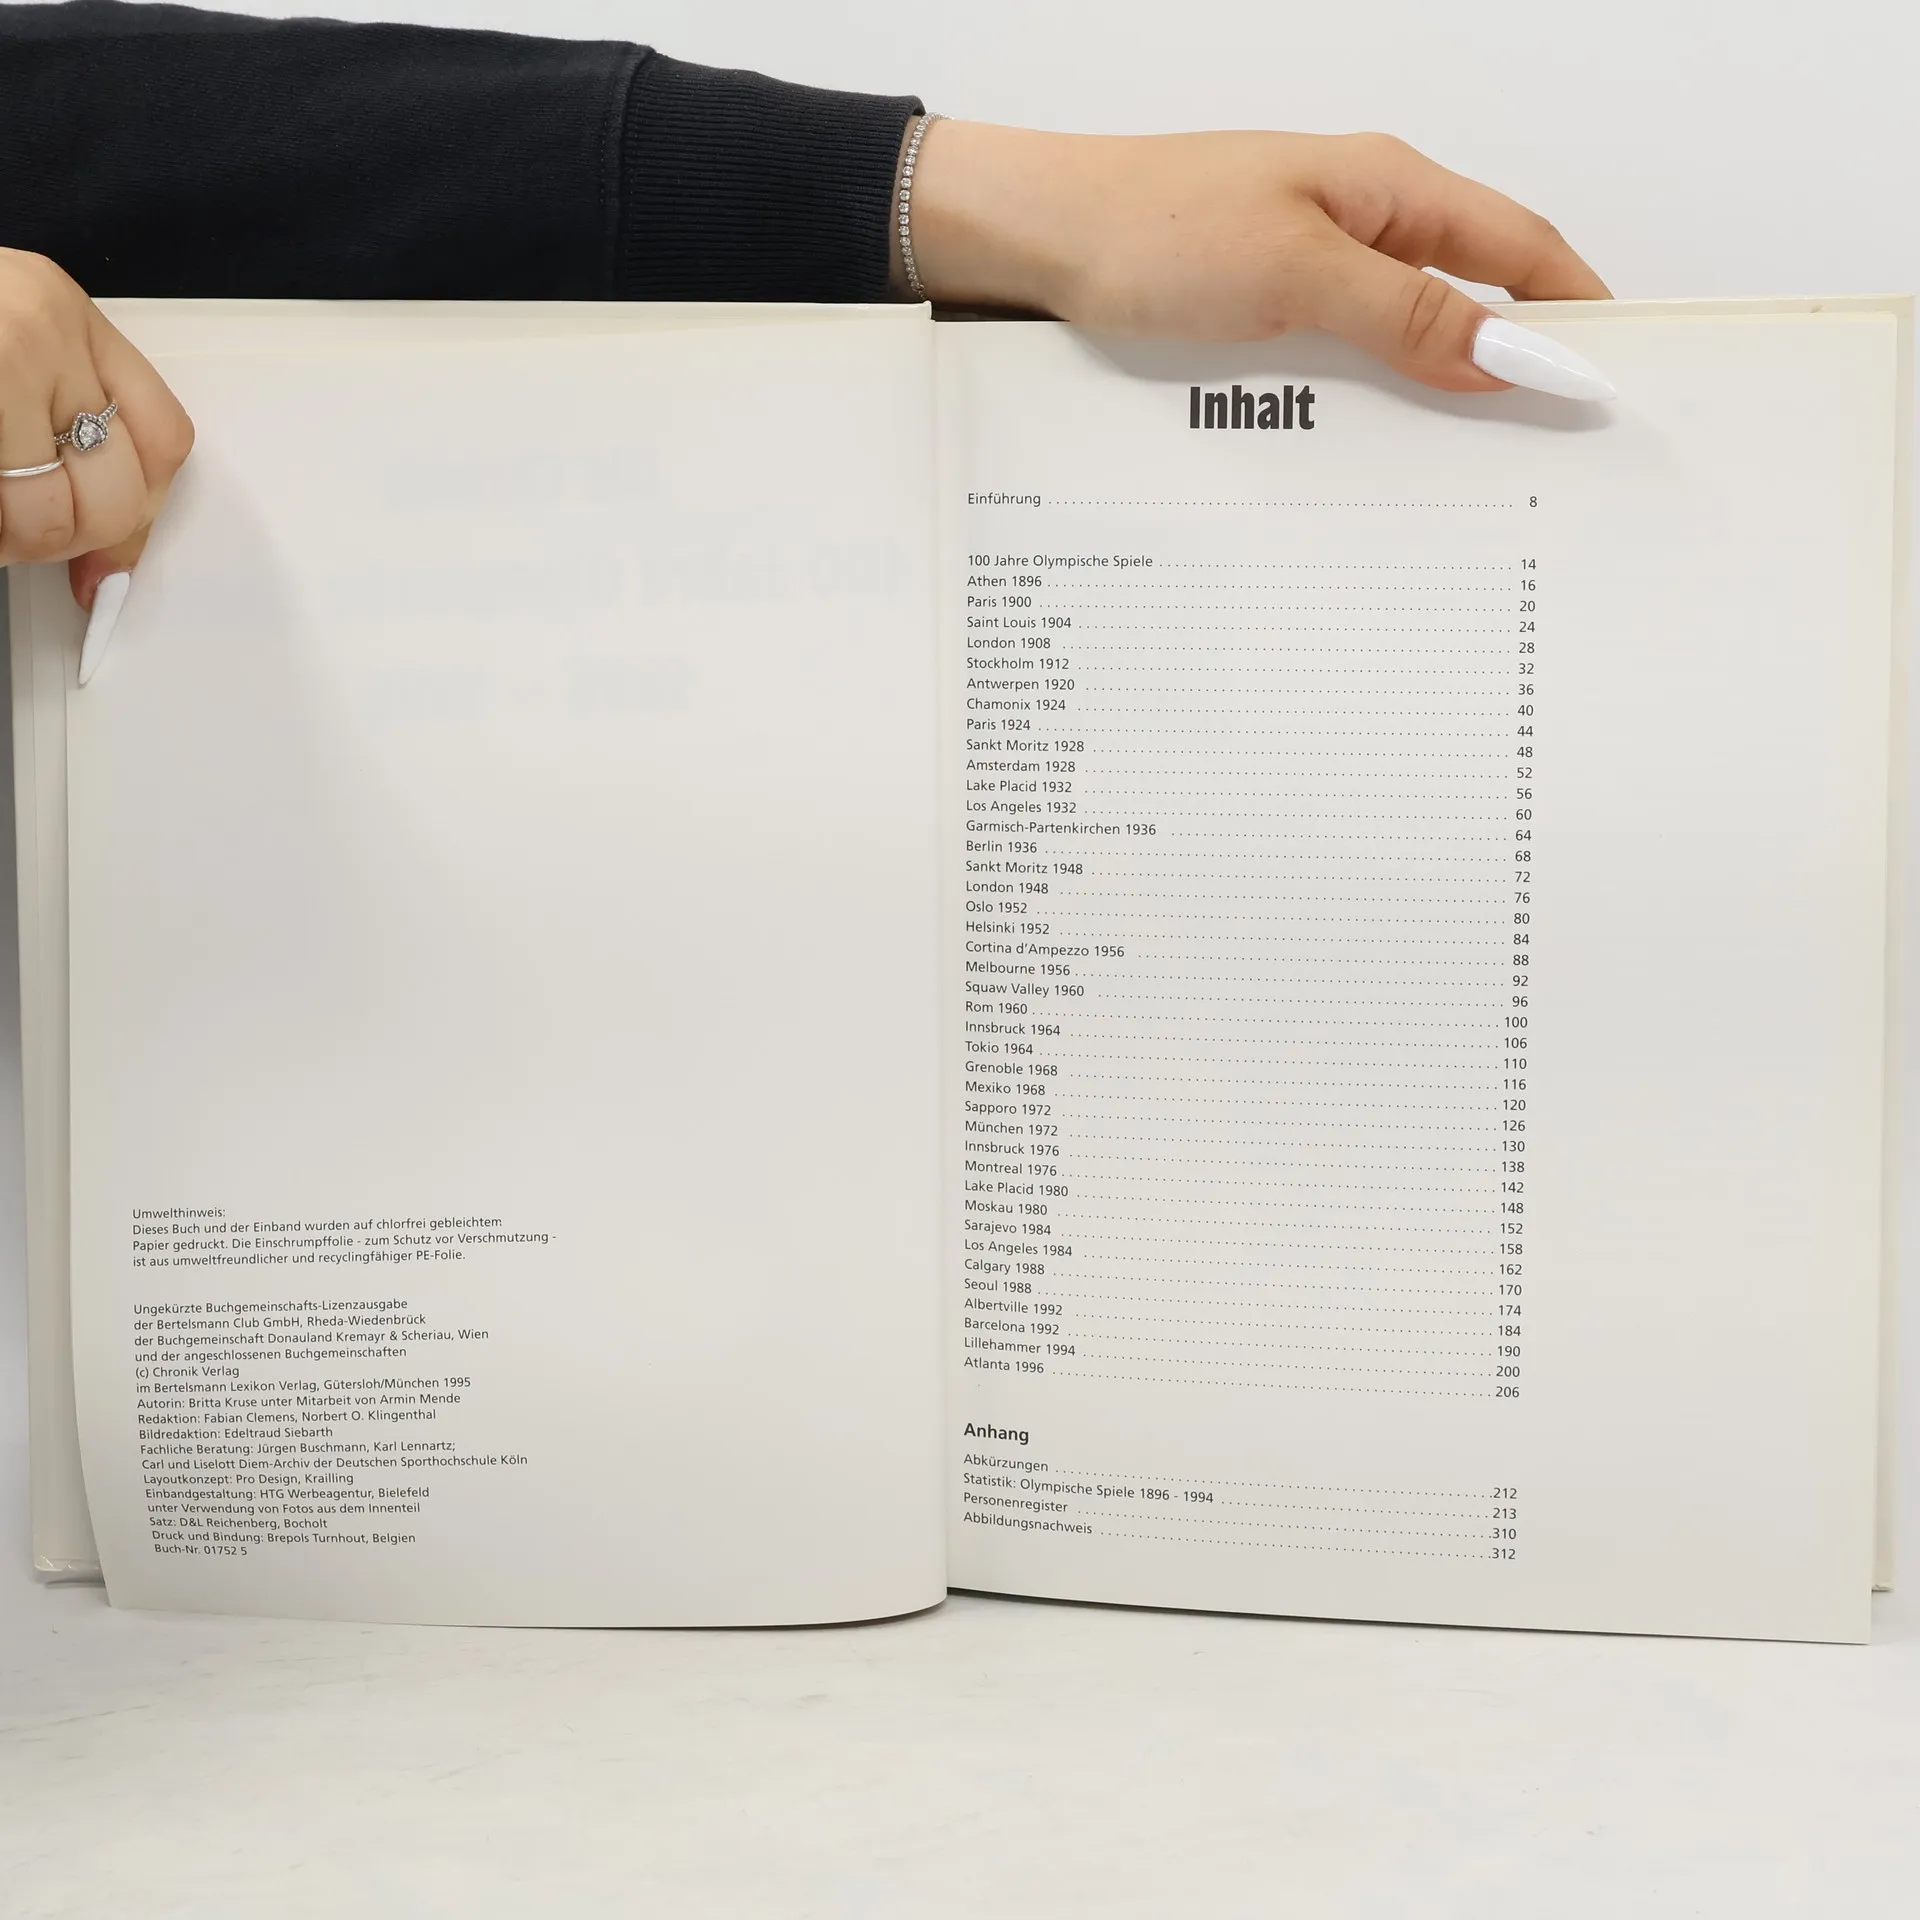 Umwelthinweis:
Dieses Buch und der Einband wurden auf chlorfrei gebleichtem
Papier gedruckt. Die Einschrumpffolie - zum Schutz vor Verschmutzung -
ist aus umweltfreundlicher und recyclingfähiger PE-Folie.
Ungekürzte Buchgemeinschafts-Lizenzausgabe
der Bertelsmann Club GmbH, Rheda-Wiedenbrück
der Buchgemeinschaft Donauland Kremayr & Scheriau, Wien
und der angeschlossenen Buchgemeinschaften
(c) Chronik Verlag
im Bertelsmann Lexikon Verlag, Gütersloh/München 1995
Autorin: Britta Kruse unter Mitarbeit von Armin Mende
Redaktion: Fabian Clemens, Norbert O. Klingenthal
Bildredaktion: Edeltraud Siebarth
Fachliche Beratung: Jürgen Buschmann, Karl Lennartz;
Carl und Liselott Diem-Archiv der Deutschen Sporthochschule Köln
Layoutkonzept: Pro Design, Krailling
Einbandgestaltung: HTG Werbeagentur, Bielefeld
unter Verwendung von Fotos aus dem Innenteil
Satz: D&L Reichenberg, Bocholt
Druck und Bindung: Brepols Turnhout, Belgien
Buch-Nr. 01752 5
Inhalt
Einführung 8
100 Jahre Olympische Spiele 14
Athen 1896 16
Paris 1900 20
Saint Louis 1904 24
London 1908 28
Stockholm 1912 32
Antwerpen 1920 36
Chamonix 1924 40
Paris 1924 44
Sankt Moritz 1928 48
Amsterdam 1928 52
Lake Placid 1932 56
Los Angeles 1932 60
Garmisch-Partenkirchen 1936 64
Berlin 1936 68
Sankt Moritz 1948 72
London 1948 76
Oslo 1952 80
Helsinki 1952 84
Cortina d'Ampezzo 1956 88
Melbourne 1956 92
Squaw Valley 1960 96
Rom 1960 100
Innsbruck 1964 106
Tokio 1964 110
Grenoble 1968 116
Mexiko 1968 120
Sapporo 1972 126
München 1972 130
Innsbruck 1976 138
Montreal 1976 142
Lake Placid 1980 148
Moskau 1980 152
Sarajevo 1984 158
Los Angeles 1984 162
Calgary 1988 170
Seoul 1988 174
Albertville 1992 184
Barcelona 1992 190
Lillehammer 1994 200
Atlanta 1996 206
Anhang
Abkürzungen 212
Statistik: Olympische Spiele 1896 - 1994 213
Personenregister 310
Abbildungsnachweis 312